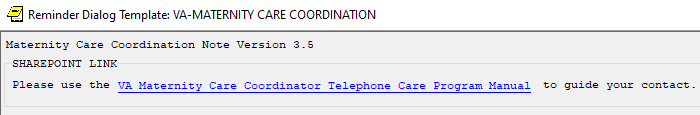 Reminder Dialog Template: VA-MATERNITY CARE COORDINATION
Maternity Care Coordination Note Version 3.5
SHAREPOINT LINK
Please use the VA Maternity Care Coordinator Telephone Care Program Manual to guide your contact.